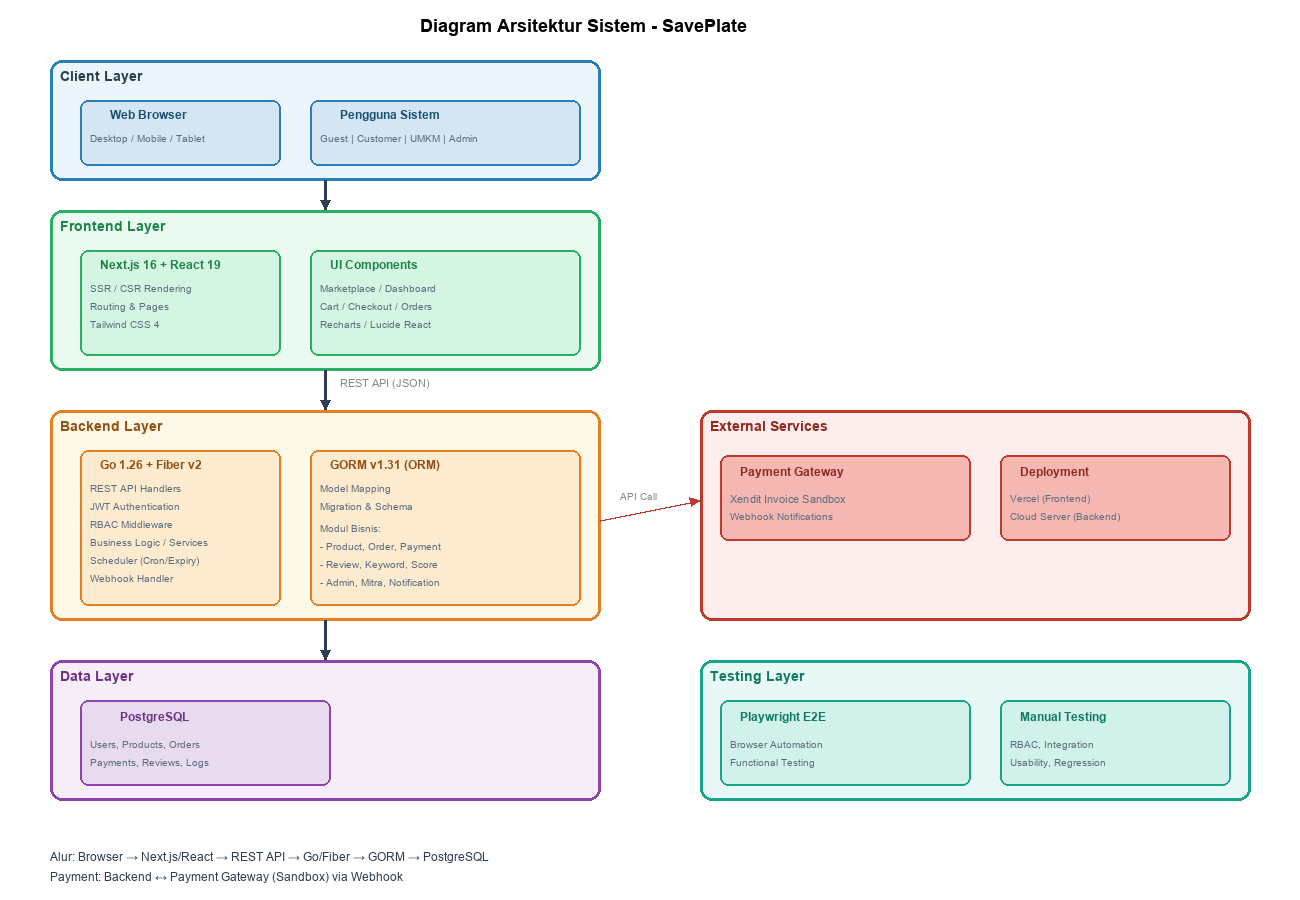 Diagram Arsitektur Sistem - SavePlate
Client Layer
Web Browser
Desktop / Mobile / Tablet
Pengguna Sistem
Guest | Customer | UMKM | Admin
Frontend Layer
Next.js 16 + React 19
SSR / CSR Rendering
Routing & Pages
Tailwind CSS 4
UI Components
Marketplace / Dashboard
Cart / Checkout / Orders
Recharts / Lucide React
REST API (JSON)
Backend Layer
Go 1.26 + Fiber v2
REST API Handlers
JWT Authentication
RBAC Middleware
Business Logic / Services
Scheduler (Cron/Expiry)
Webhook Handler
GORM v1.31 (ORM)
Model Mapping
Migration & Schema
Modul Bisnis:
- Product, Order, Payment
- Review, Keyword, Score
- Admin, Mitra, Notification
API Call
External Services
Payment Gateway
Xendit Invoice Sandbox
Webhook Notifications
Deployment
Vercel (Frontend)
Cloud Server (Backend)
Data Layer
PostgreSQL
Users, Products, Orders
Payments, Reviews, Logs
Testing Layer
Playwright E2E
Browser Automation
Functional Testing
Manual Testing
RBAC, Integration
Usability, Regression
Alur: Browser → Next.js/React → REST API → Go/Fiber → GORM → PostgreSQL
Payment: Backend ↔ Payment Gateway (Sandbox) via Webhook